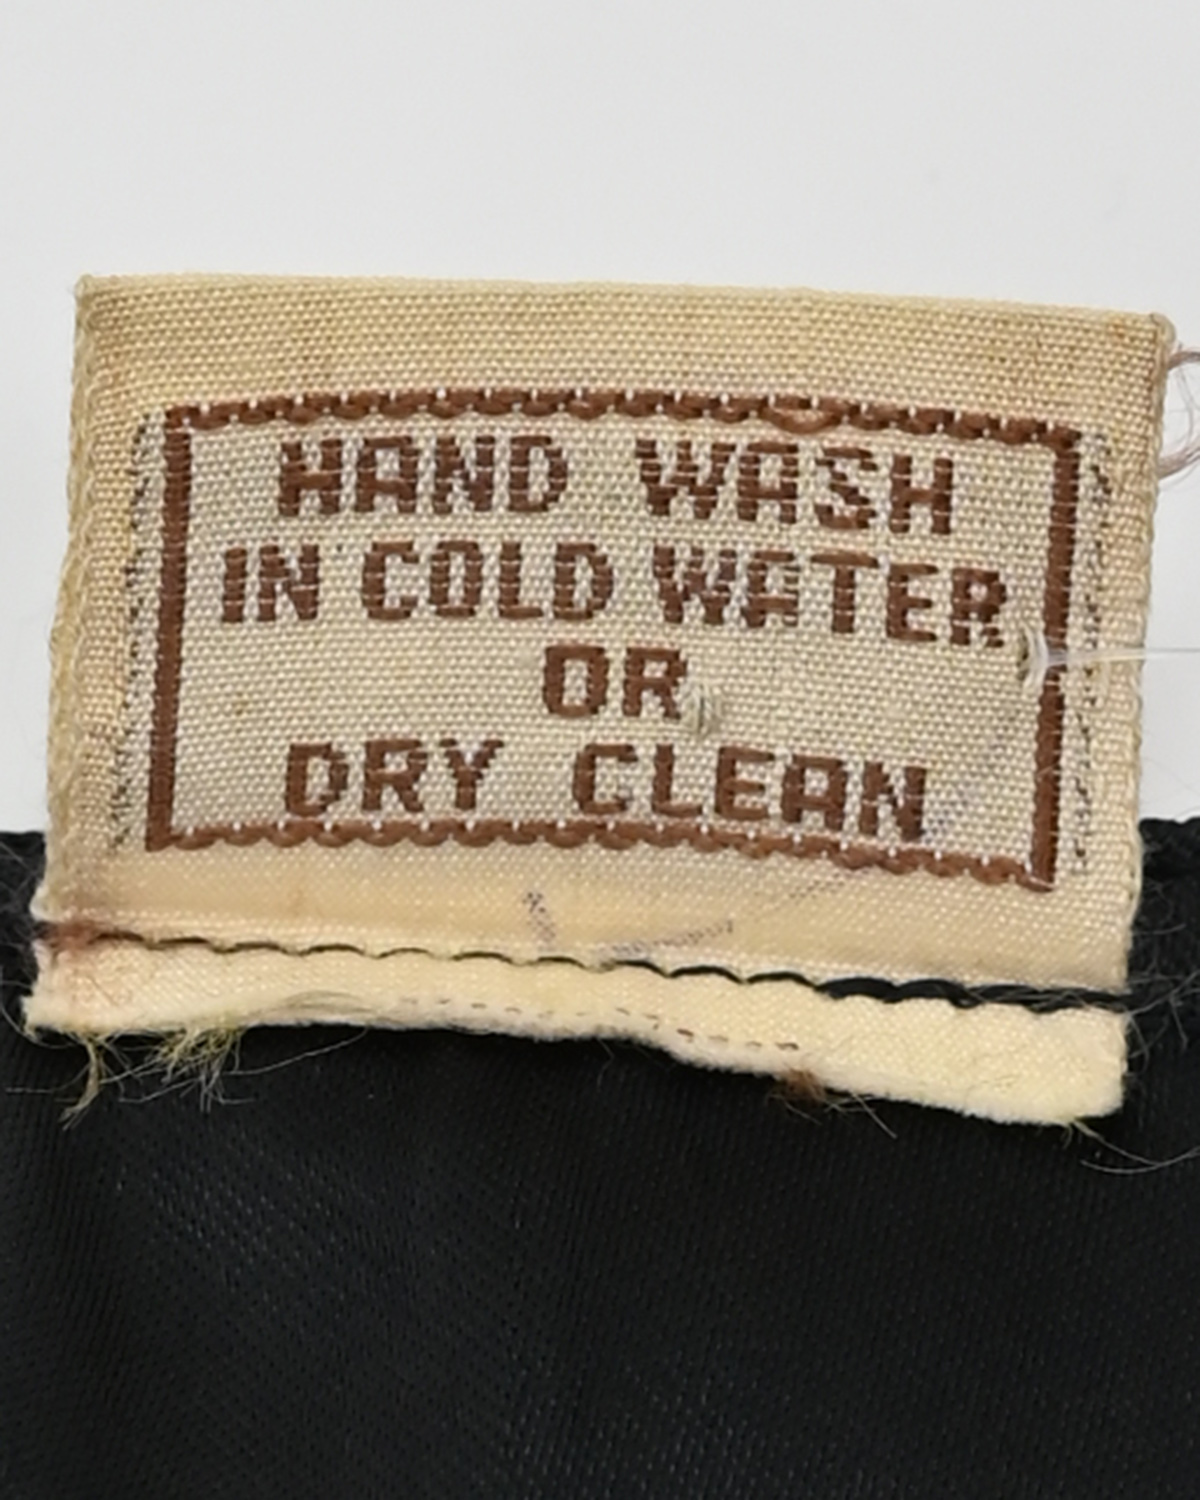 HAND WASH
IN COLD WATER
OR
DRY CLEAN